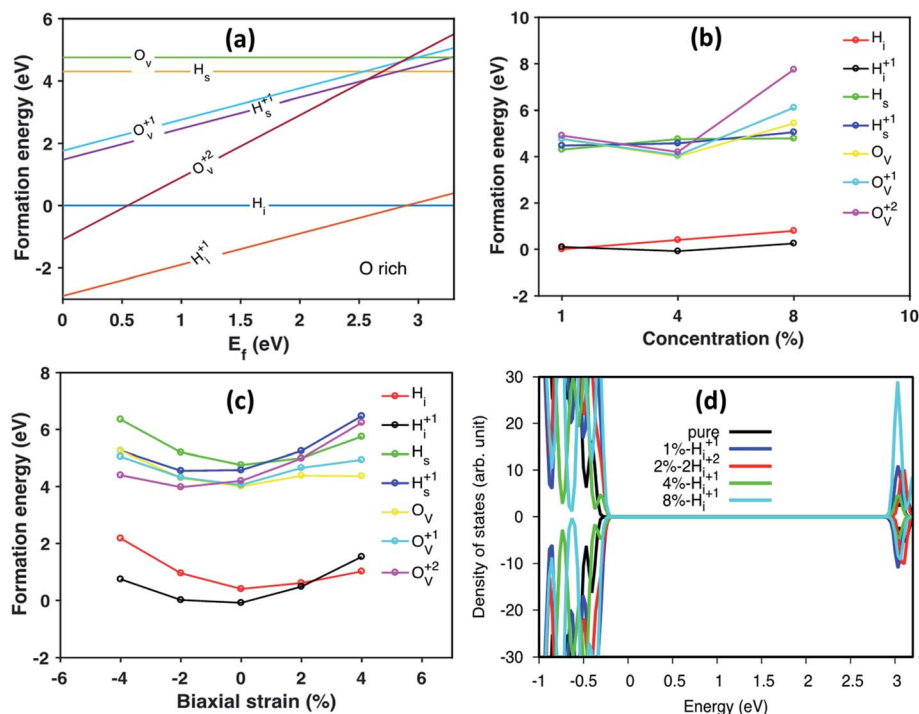 (a)
Formation energy (eV)
6
4
2
0
-2
O_v
H_s
O_v^{+1}
H_s^{+1}
O_v^{+2}
H_i
H_i^{+1}
O rich
0 0.5 1 1.5 2 2.5 3
E_f (eV)
(b)
Formation energy (eV)
10
8
6
4
2
0
-2
H_i
H_i^{+1}
H_s
H_s^{+1}
O_V
O_V^{+1}
O_V^{+2}
1 4 8 10
Concentration (%)
(c)
Formation energy (eV)
8
6
4
2
0
-2
H_i
H_i^{+1}
H_s
H_s^{+1}
O_V
O_V^{+1}
O_V^{+2}
-6 -4 -2 0 2 4 6
Biaxial strain (%)
(d)
Density of states (arb. unit)
30
20
10
0
-10
-20
-30
pure
1%-H_i^{+1}
2%-2H_i^{+2}
4%-H_i^{+1}
8%-H_i^{+1}
-1 -0.5 0 0.5 1 1.5 2 2.5 3
Energy (eV)